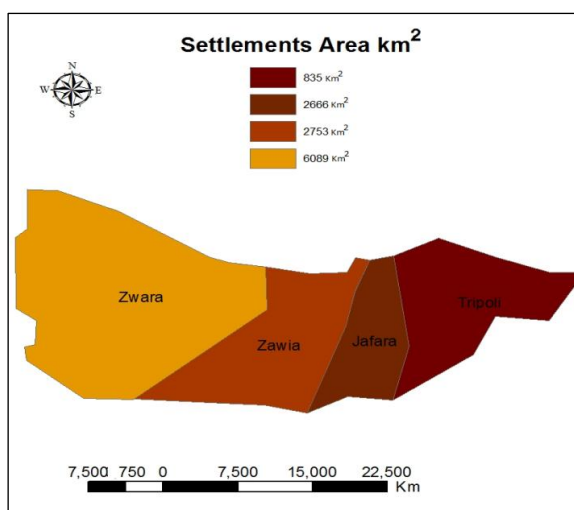 Settlements Area km²
N
W E
S
835 Km²
2666 Km²
2753 Km²
6089 Km²
Zwara
Zawia
Jafara
Tripoli
7,500 750 0 7,500 15,000 22,500
Km